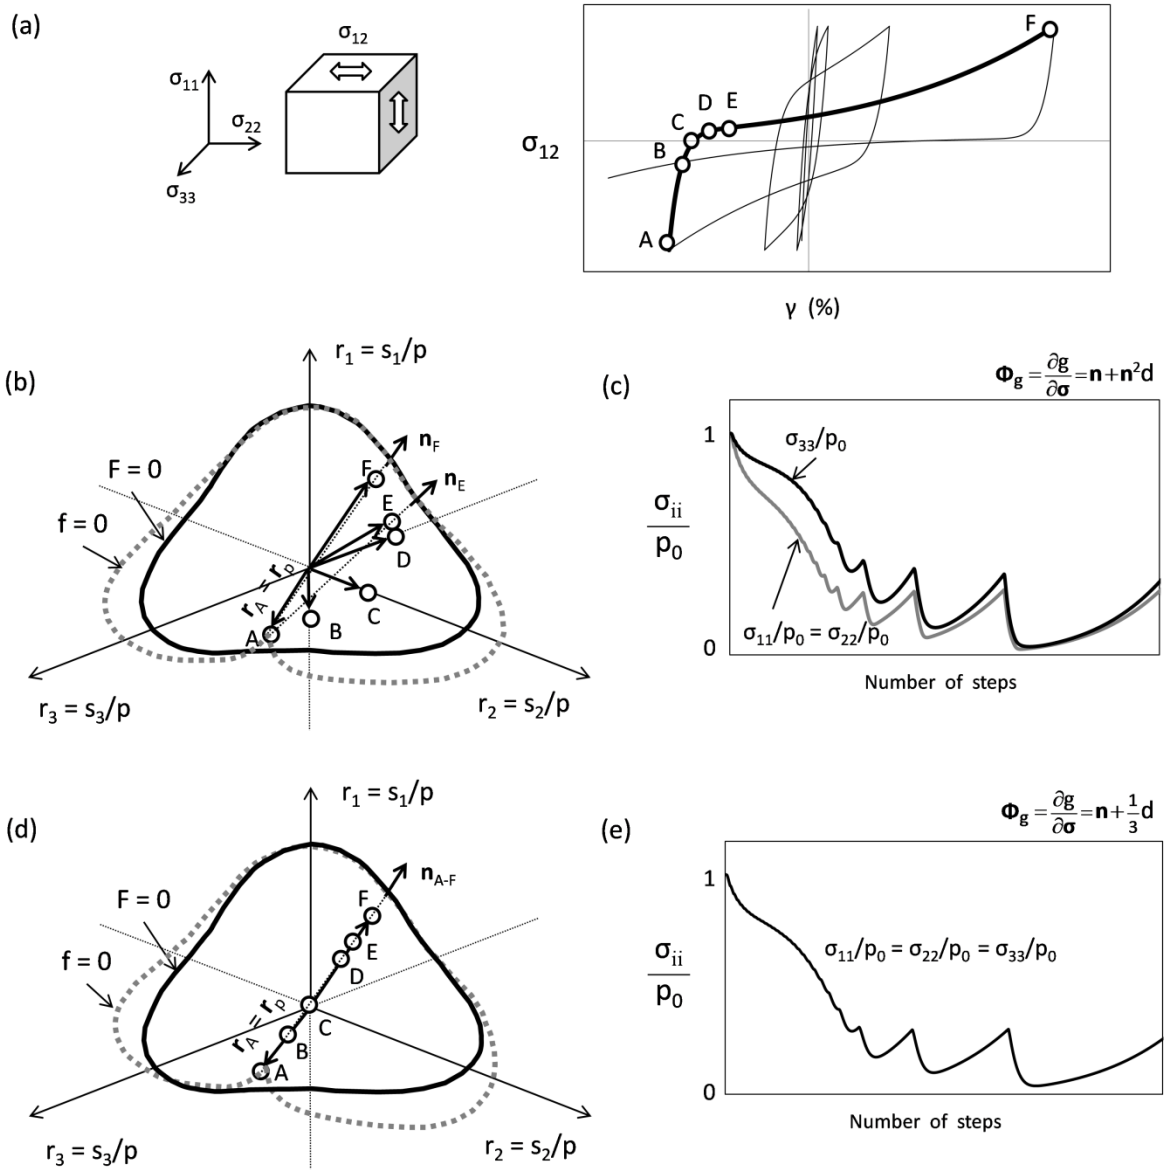 (a)
σ12
σ11
σ22
σ33
σ12
A
B
C
D
E
F
γ (%)
(b)
r1 = s1/p
F = 0
f = 0
nF
nE
F
E
D
C
B
A
rA = rp
r3 = s3/p
r2 = s2/p
(c)
Φg = ∂g/∂σ = n + n²d
1
σ33/p0
σii/p0
σ11/p0 = σ22/p0
0
Number of steps
(d)
r1 = s1/p
F = 0
f = 0
nA-F
F
E
D
C
B
A
rA = rp
r3 = s3/p
r2 = s2/p
(e)
Φg = ∂g/∂σ = n + 1/3 d
1
σii/p0
σ11/p0 = σ22/p0 = σ33/p0
0
Number of steps